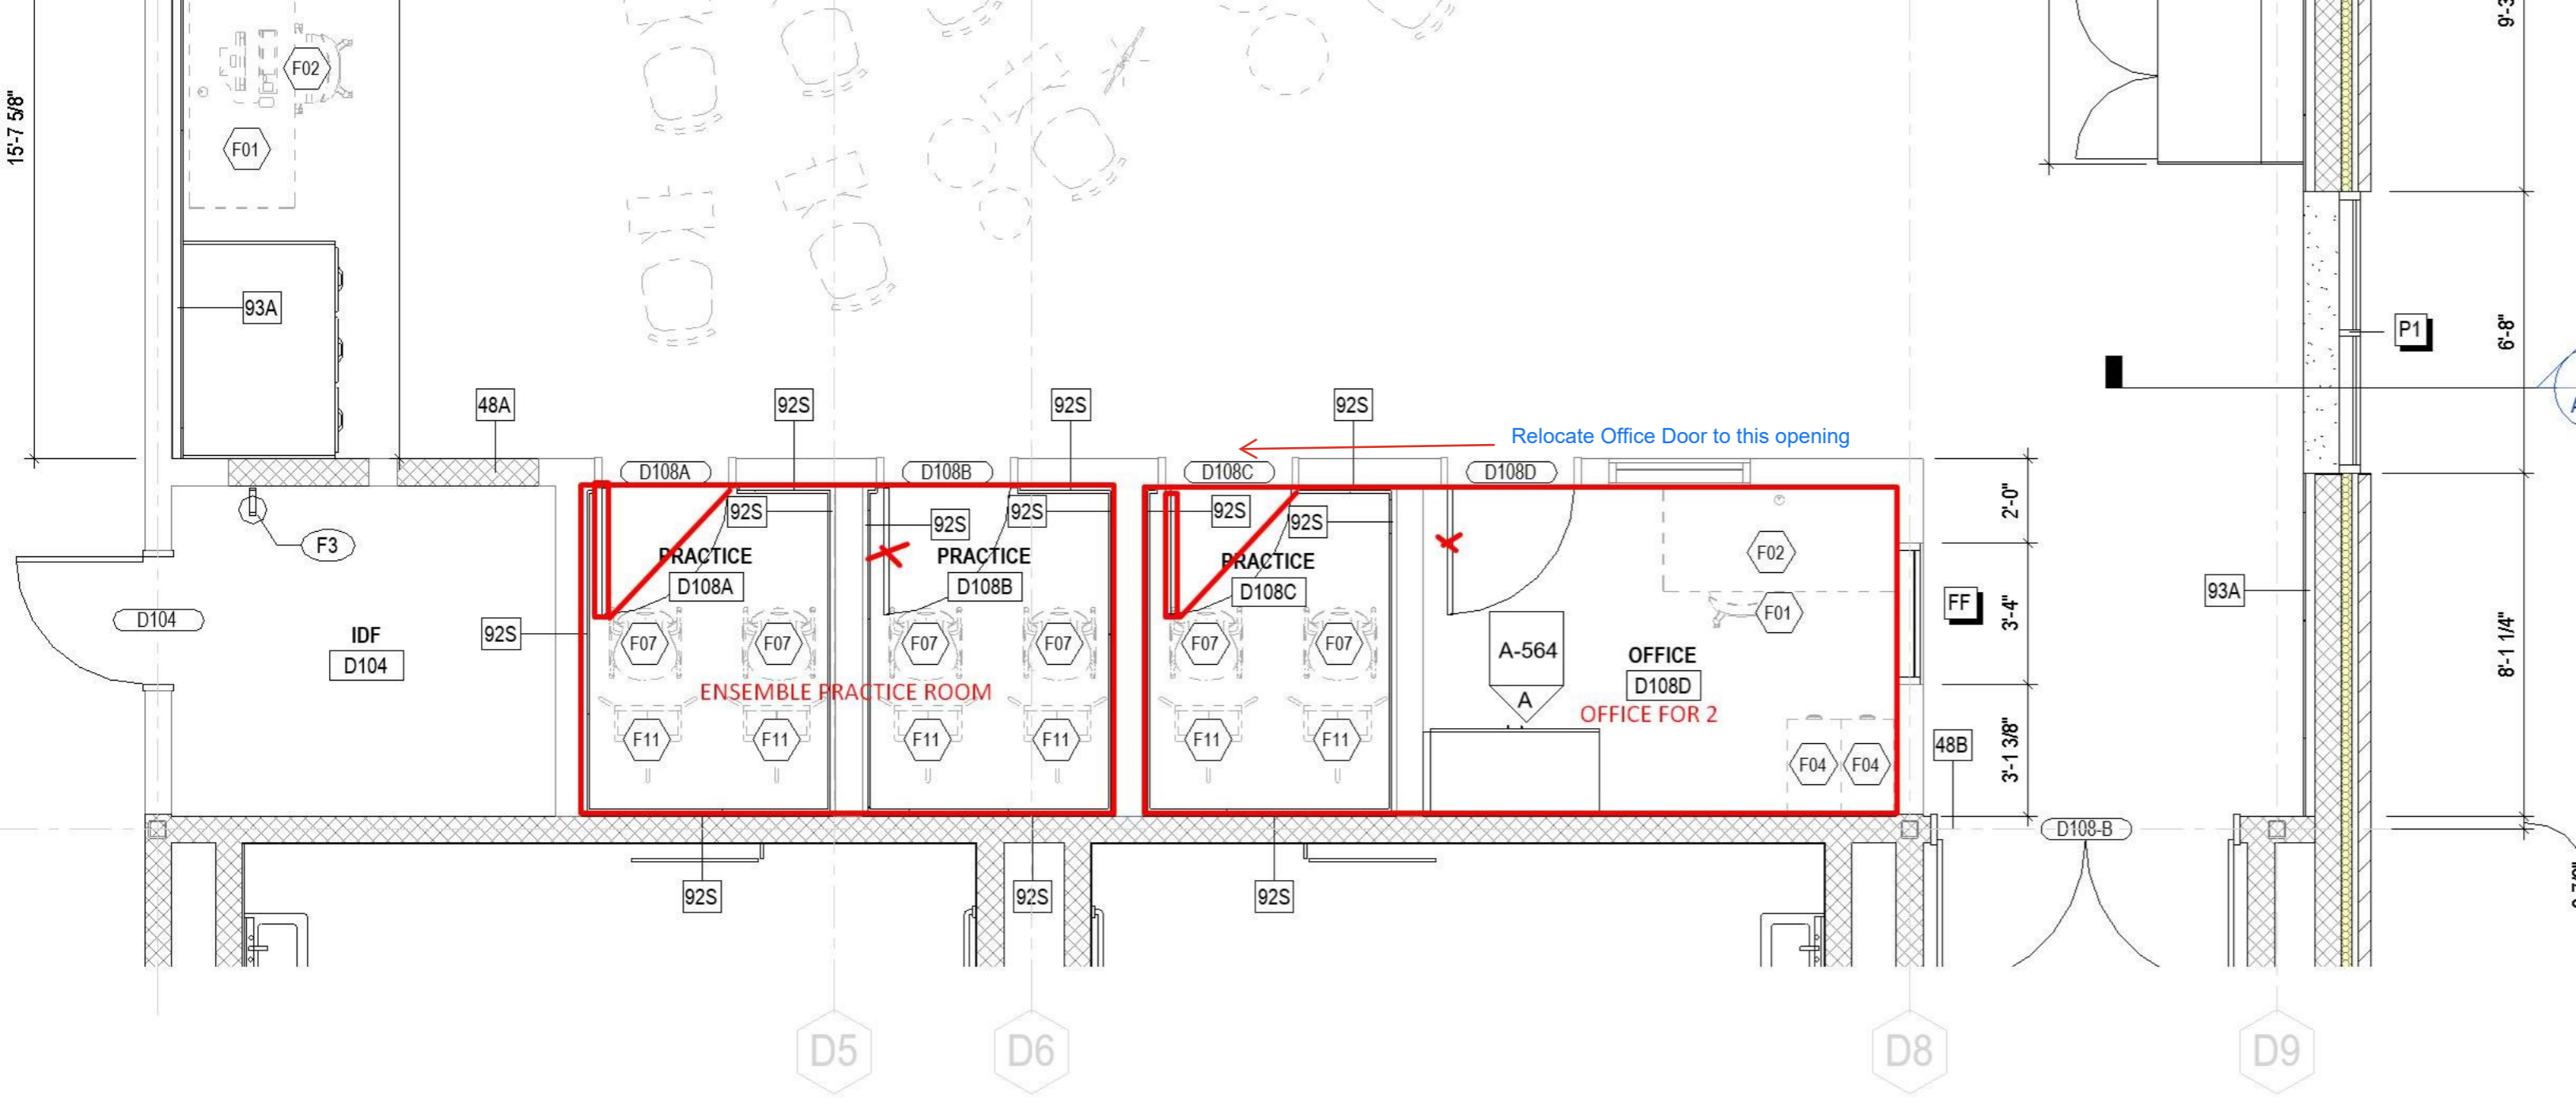 9'-3
F02
15'-7 5/8"
F01
93A
P1
6'-8"
48A
92S
92S
92S
Relocate Office Door to this opening
D108A
D108B
D108C
D108D
92S
92S
92S
92S
92S
2'-0"
F3
PRACTICE
D108A
PRACTICE
D108B
PRACTICE
D108C
F02
F01
FF
3'-4"
93A
D104
IDF
D104
92S
F07
F07
F07
F07
F07
F07
A-564
A
OFFICE
D108D
8'-1 1/4"
ENSEMBLE PRACTICE ROOM
OFFICE FOR 2
F11
F11
F11
F11
F11
F11
F04
F04
48B
3'-1 3/8"
D108-B
92S
92S
92S
D5
D6
D8
D9